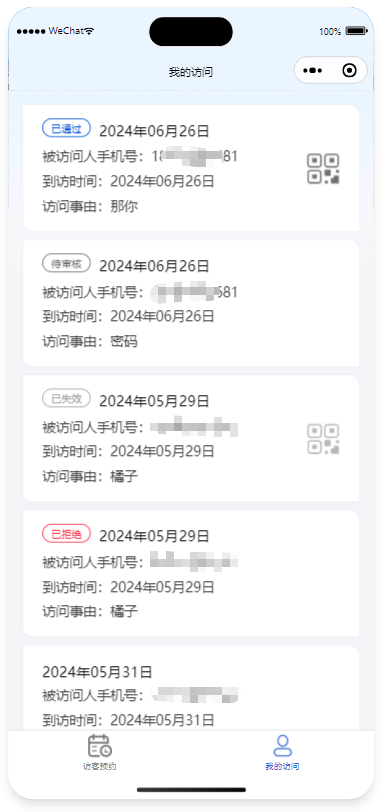 WeChat
100%
我的访问
已通过 2024年06月26日
被访问人手机号：18 681
到访时间：2024年06月26日
访问事由：那你
待审核 2024年06月26日
被访问人手机号： 681
到访时间：2024年06月26日
访问事由：密码
已失效 2024年05月29日
被访问人手机号：
到访时间：2024年05月29日
访问事由：橘子
已拒绝 2024年05月29日
被访问人手机号：
到访时间：2024年05月29日
访问事由：橘子
2024年05月31日
被访问人手机号：
到访时间：2024年05月31日
访客预约
我的访问